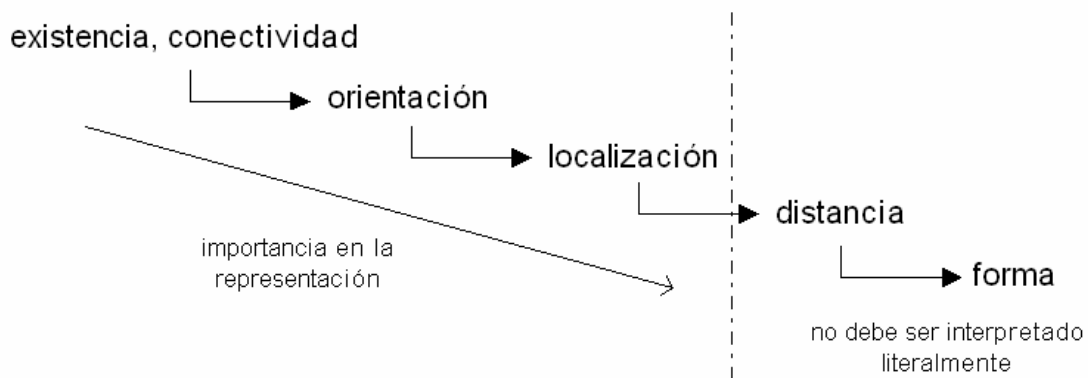 existencia, conectividad
orientación
localización
distancia
forma
importancia en la
representación
no debe ser interpretado
literalmente